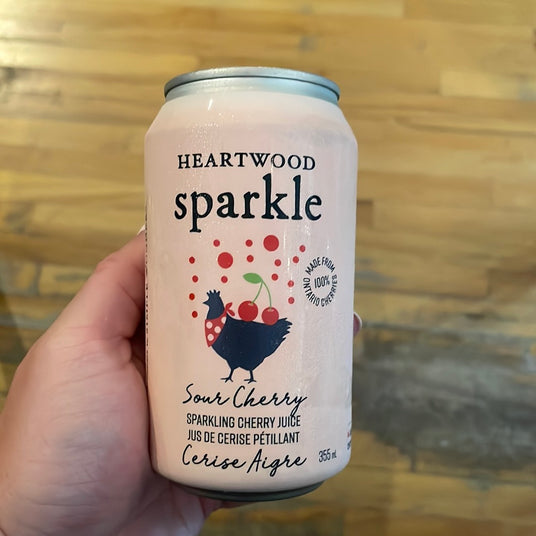 HEARTWOOD
sparkle
MADE FROM
100%
ONTARIO CHERRIES
Sour Cherry
SPARKLING CHERRY JUICE
JUS DE CERISE PÉTILLANT
Cerise Aigre
355 mL